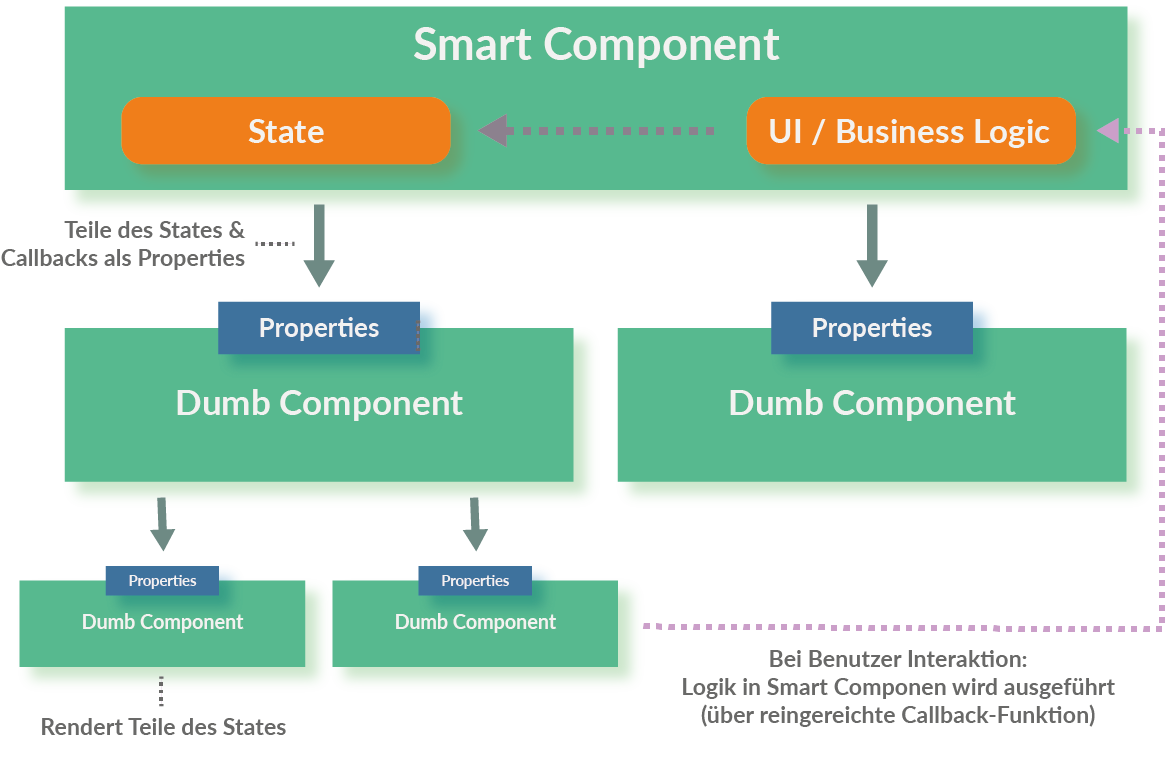 Smart Component
State
UI / Business Logic
Teile des States &
Callbacks als Properties
Properties
Properties
Dumb Component
Dumb Component
Properties
Properties
Dumb Component
Dumb Component
Bei Benutzer Interaktion:
Logik in Smart Componen wird ausgeführt
(über reingereichte Callback-Funktion)
Rendert Teile des States